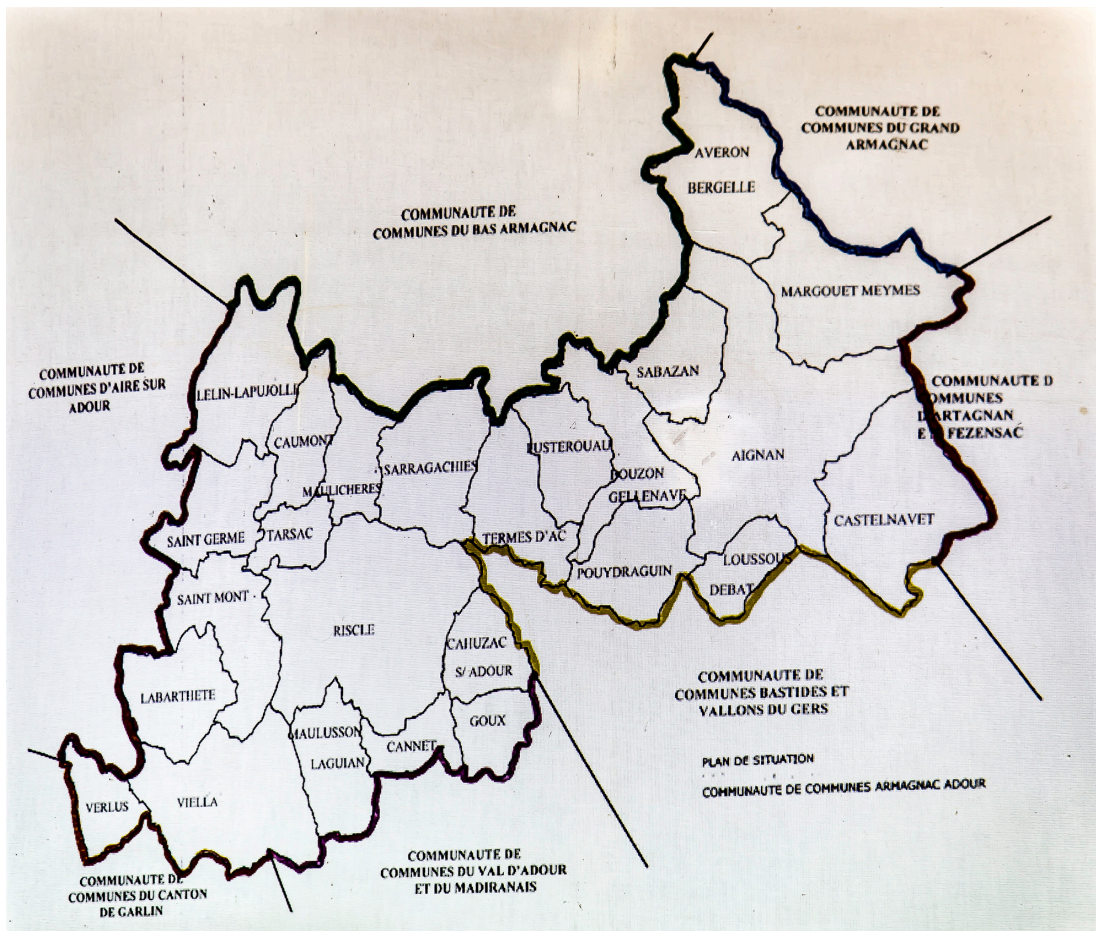 COMMUNAUTE DE
COMMUNES DU GRAND
ARMAGNAC
AVERON
BERGELLE
COMMUNAUTE DE
COMMUNES DU BAS ARMAGNAC
MARGOUET MEYMES
COMMUNAUTE DE
COMMUNES D'AIRE SUR
ADOUR
SABAZAN
COMMUNAUTE D
OMMUNES
D'ARTAGNAN
E FEZENSAC
LELIN-LAPUJOLLE
CAUMONT
FUSTEROUAU
AIGNAN
SARRAGACHIES
MAULICHERES
BOUZON
GELLENAVE
CASTELNAVET
SAINT GERME
TARSAC
TERMES D'AC
LOUSSOUS
DEBAT
POUYDRAGUIN
SAINT MONT
RISCLE
CAHUZAC
S/ ADOUR
LABARTHETE
COMMUNAUTE DE
COMMUNES BASTIDES ET
VALLONS DU GERS
GOUX
MAULUSSON
LAGUIAN
CANNET
PLAN DE SITUATION
COMMUNAUTE DE COMMUNES ARMAGNAC ADOUR
VERLUS
VIELLA
COMMUNAUTE DE
COMMUNES DU VAL D'ADOUR
ET DU MADIRANAIS
COMMUNAUTE DE
COMMUNES DU CANTON
DE GARLIN